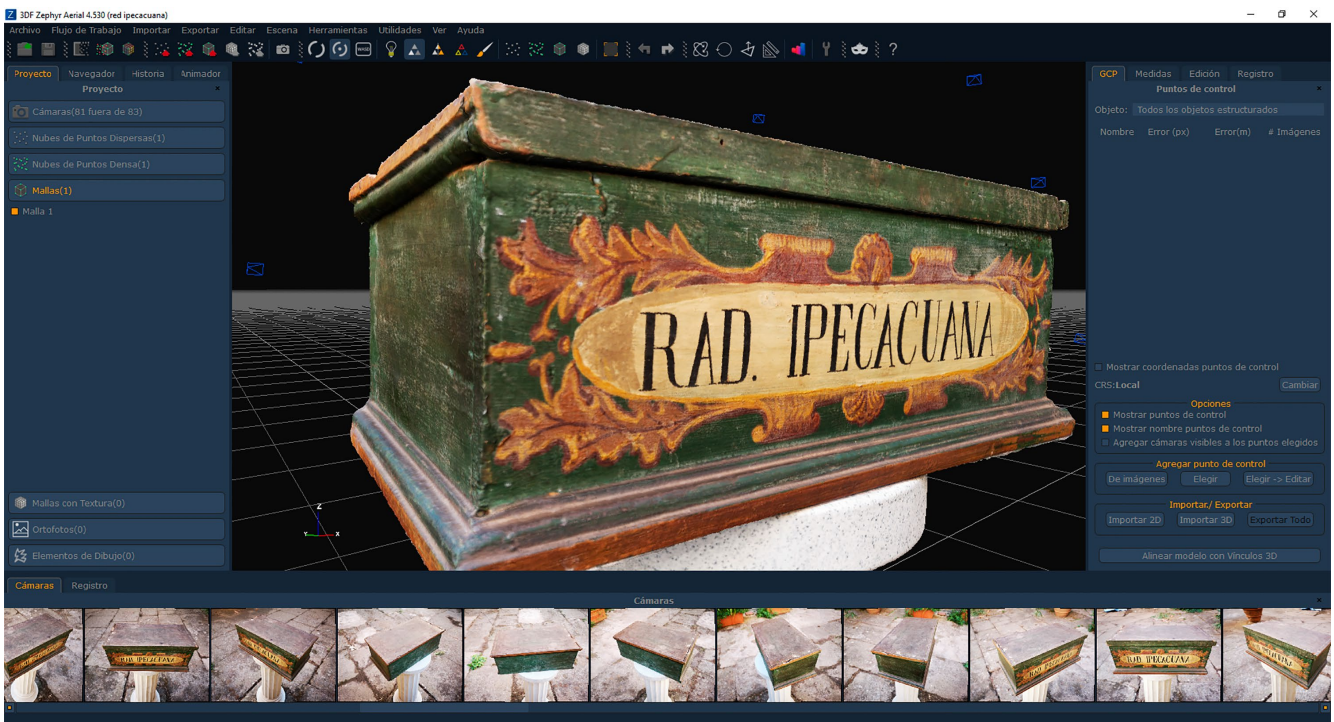 3DF Zephyr Aerial 4.530 (red ipecacuana)
Archivo Flujo de Trabajo Importar Exportar Editar Escena Herramientas Utilidades Ver Ayuda
Proyecto Navegador Historia Animador
Proyecto
Cámaras(81 fuera de 83)
Nubes de Puntos Dispersas(1)
Nubes de Puntos Densa(1)
Mallas(1)
Malla 1
Mallas con Textura(0)
Ortofotos(0)
Elementos de Dibujo(0)
RAD. IPECACUANA
Z
Y X
GCP Medidas Edición Registro
Puntos de control
Objeto: Todos los objetos estructurados
Nombre Error (px) Error(m) # Imágenes
Mostrar coordenadas puntos de control
CRS:Local Cambiar
Opciones
Mostrar puntos de control
Mostrar nombre puntos de control
Agregar cámaras visibles a los puntos elegidos
Agregar punto de control
De imágenes Elegir Elegir -> Editar
Importar/ Exportar
Importar 2D Importar 3D Exportar Todo
Alinear modelo con Vínculos 3D
Cámaras Registro
Cámaras
RAD. IPECACUANA
RAD. IPECACUANA